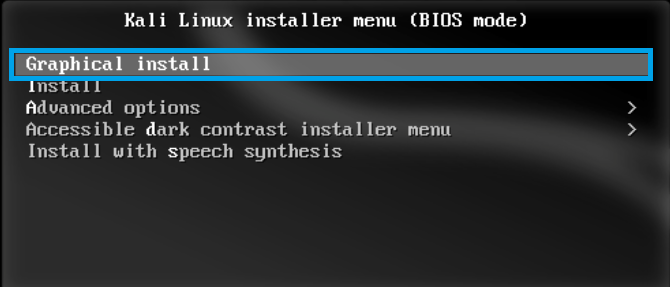 Kali Linux installer menu (BIOS mode)
Graphical install
Install
Advanced options >
Accessible dark contrast installer menu >
Install with speech synthesis